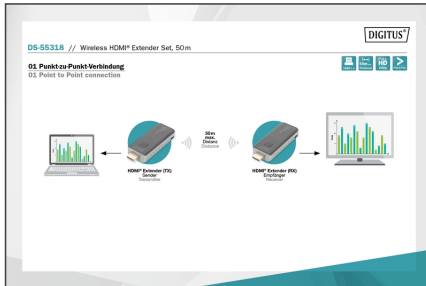 DIGITUS®
DS-55318 // Wireless HDMI® Extender Set, 50m
01 Punkt-zu-Punkt-Verbindung
01 Point to Point connection
50m
max.
Distanz
Distance
HDMI® Extender (TX)
Sender
Transmitter
HDMI® Extender (RX)
Empfänger
Receiver